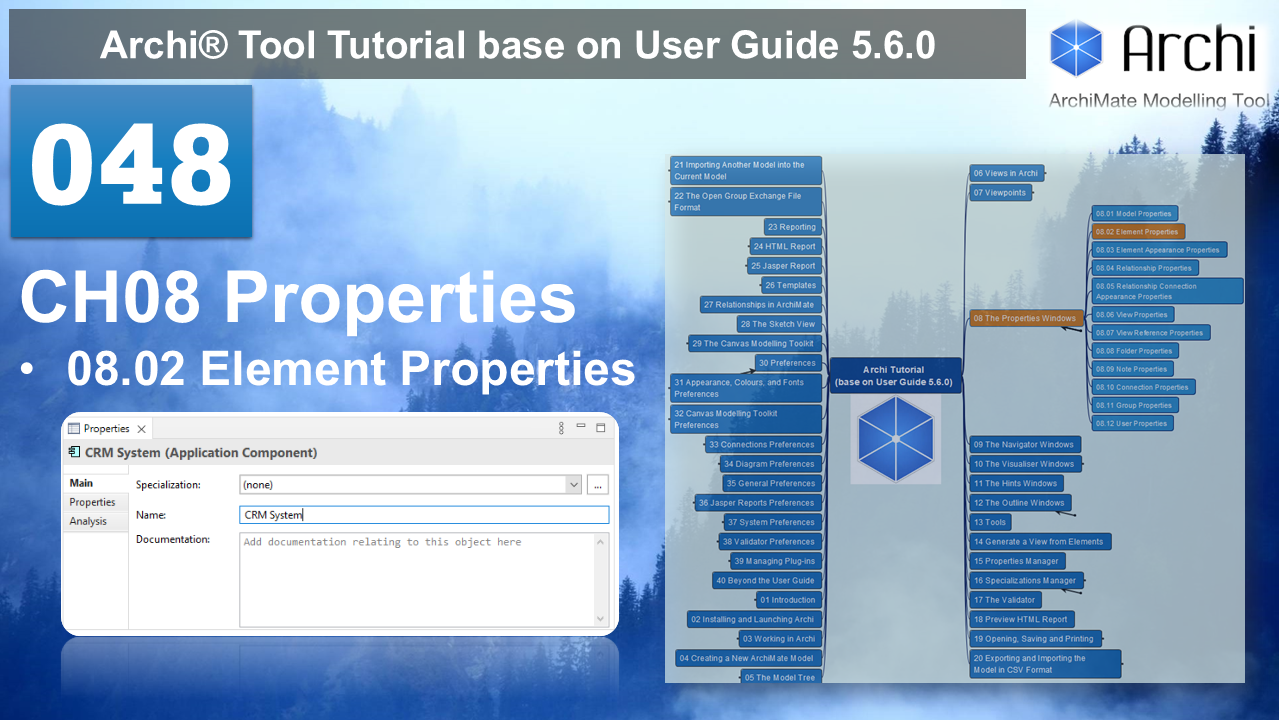 Archi® Tool Tutorial base on User Guide 5.6.0
Archi
ArchiMate Modelling Tool
048
CH08 Properties
• 08.02 Element Properties
Properties
CRM System (Application Component)
Main
Properties
Analysis
Specialization:
(none)
...
Name:
CRM System
Documentation:
Add documentation relating to this object here
21 Importing Another Model into the
Current Model
22 The Open Group Exchange File
Format
23 Reporting
24 HTML Report
25 Jasper Report
26 Templates
27 Relationships in ArchiMate
28 The Sketch View
29 The Canvas Modelling Toolkit
30 Preferences
31 Appearance, Colours, and Fonts
Preferences
32 Canvas Modelling Toolkit
Preferences
33 Connections Preferences
34 Diagram Preferences
35 General Preferences
36 Jasper Reports Preferences
37 System Preferences
38 Validator Preferences
39 Managing Plug-ins
40 Beyond the User Guide
01 Introduction
02 Installing and Launching Archi
03 Working in Archi
04 Creating a New ArchiMate Model
05 The Model Tree
Archi Tutorial
(base on User Guide 5.6.0)
06 Views in Archi
07 Viewpoints
08 The Properties Windows
08.01 Model Properties
08.02 Element Properties
08.03 Element Appearance Properties
08.04 Relationship Properties
08.05 Relationship Connection
Appearance Properties
08.06 View Properties
08.07 View Reference Properties
08.08 Folder Properties
08.09 Note Properties
08.10 Connection Properties
08.11 Group Properties
08.12 User Properties
09 The Navigator Windows
10 The Visualiser Windows
11 The Hints Windows
12 The Outline Windows
13 Tools
14 Generate a View from Elements
15 Properties Manager
16 Specializations Manager
17 The Validator
18 Preview HTML Report
19 Opening, Saving and Printing
20 Exporting and Importing the
Model in CSV Format